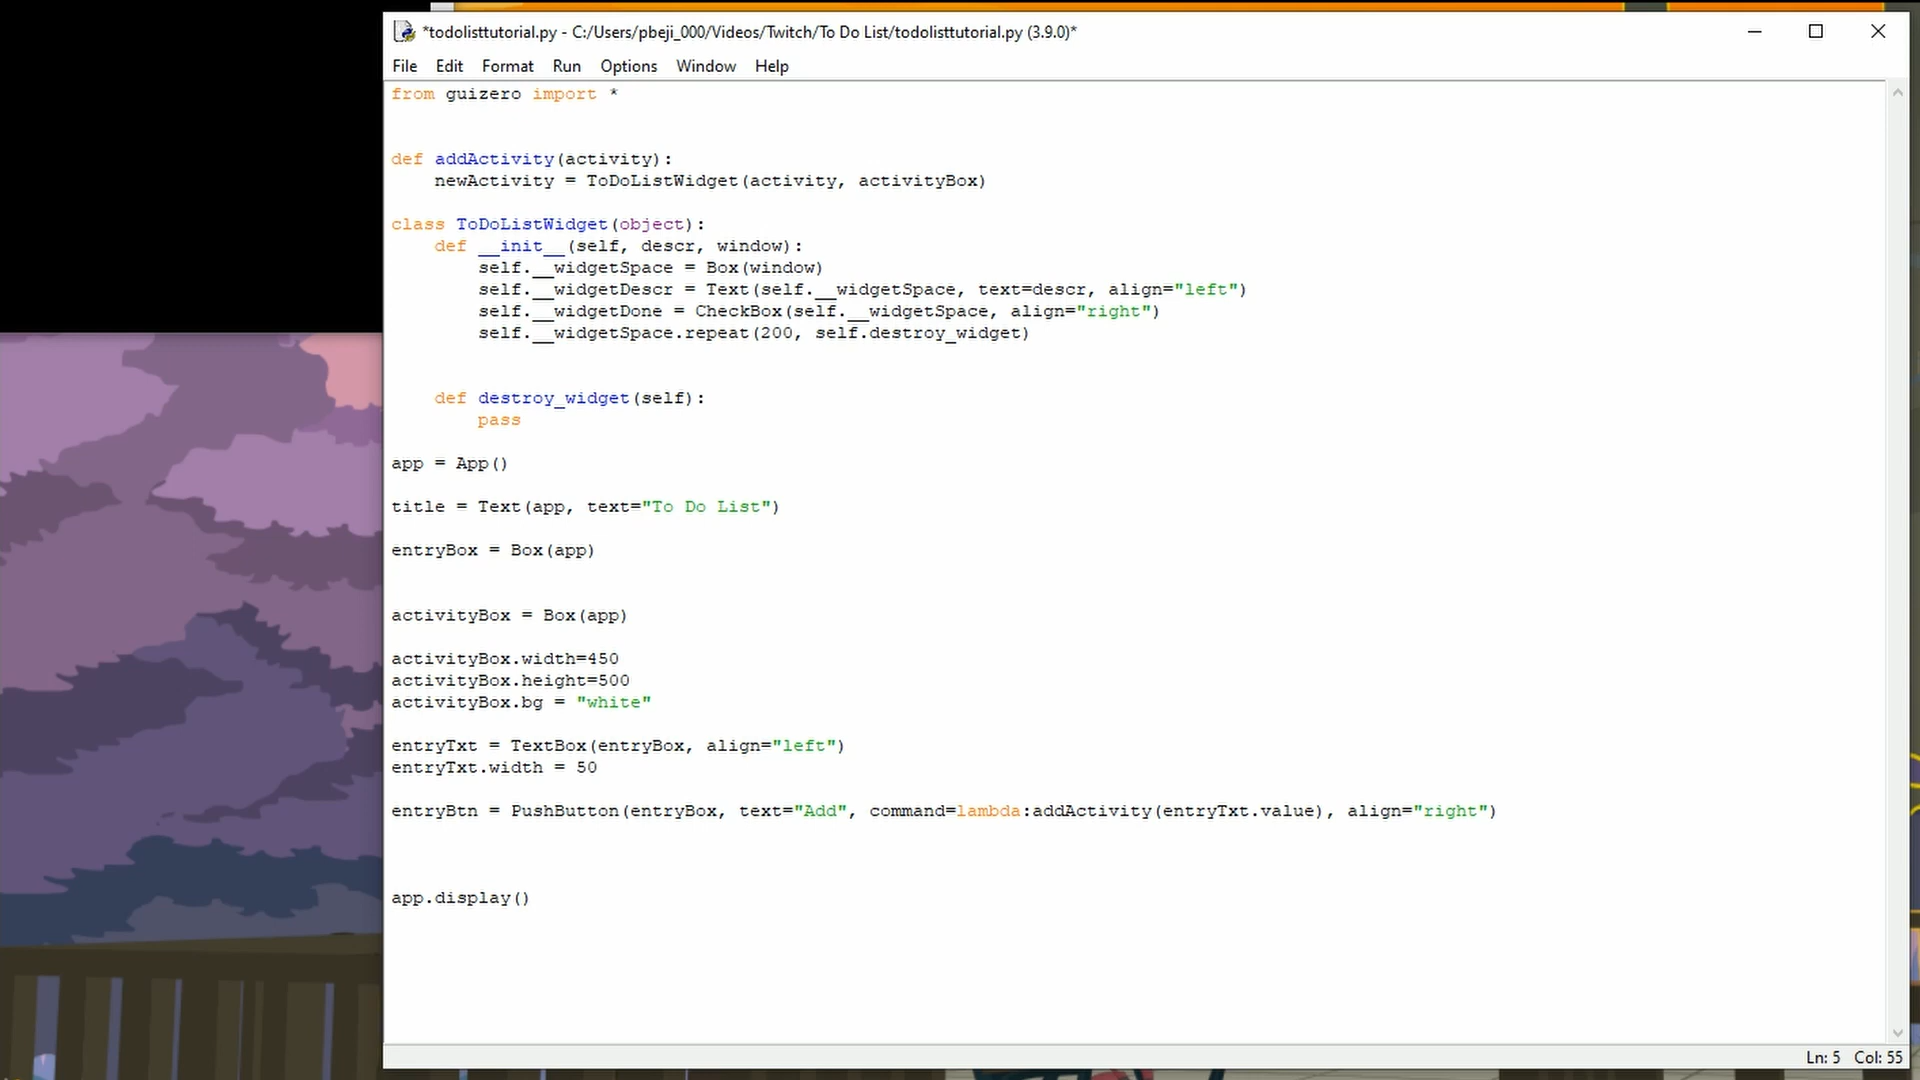 *todolisttutorial.py - C:/Users/pbeji_000/Videos/Twitch/To Do List/todolisttutorial.py (3.9.0)*
File Edit Format Run Options Window Help
from guizero import *
def addActivity(activity):
    newActivity = ToDoListWidget(activity, activityBox)
class ToDoListWidget(object):
    def __init__(self, descr, window):
        self.__widgetSpace = Box(window)
        self.__widgetDescr = Text(self.__widgetSpace, text=descr, align="left")
        self.__widgetDone = CheckBox(self.__widgetSpace, align="right")
        self.__widgetSpace.repeat(200, self.destroy_widget)
    def destroy_widget(self):
        pass
app = App()
title = Text(app, text="To Do List")
entryBox = Box(app)
activityBox = Box(app)
activityBox.width=450
activityBox.height=500
activityBox.bg = "white"
entryTxt = TextBox(entryBox, align="left")
entryTxt.width = 50
entryBtn = PushButton(entryBox, text="Add", command=lambda:addActivity(entryTxt.value), align="right")
app.display()
Ln: 5 Col: 55